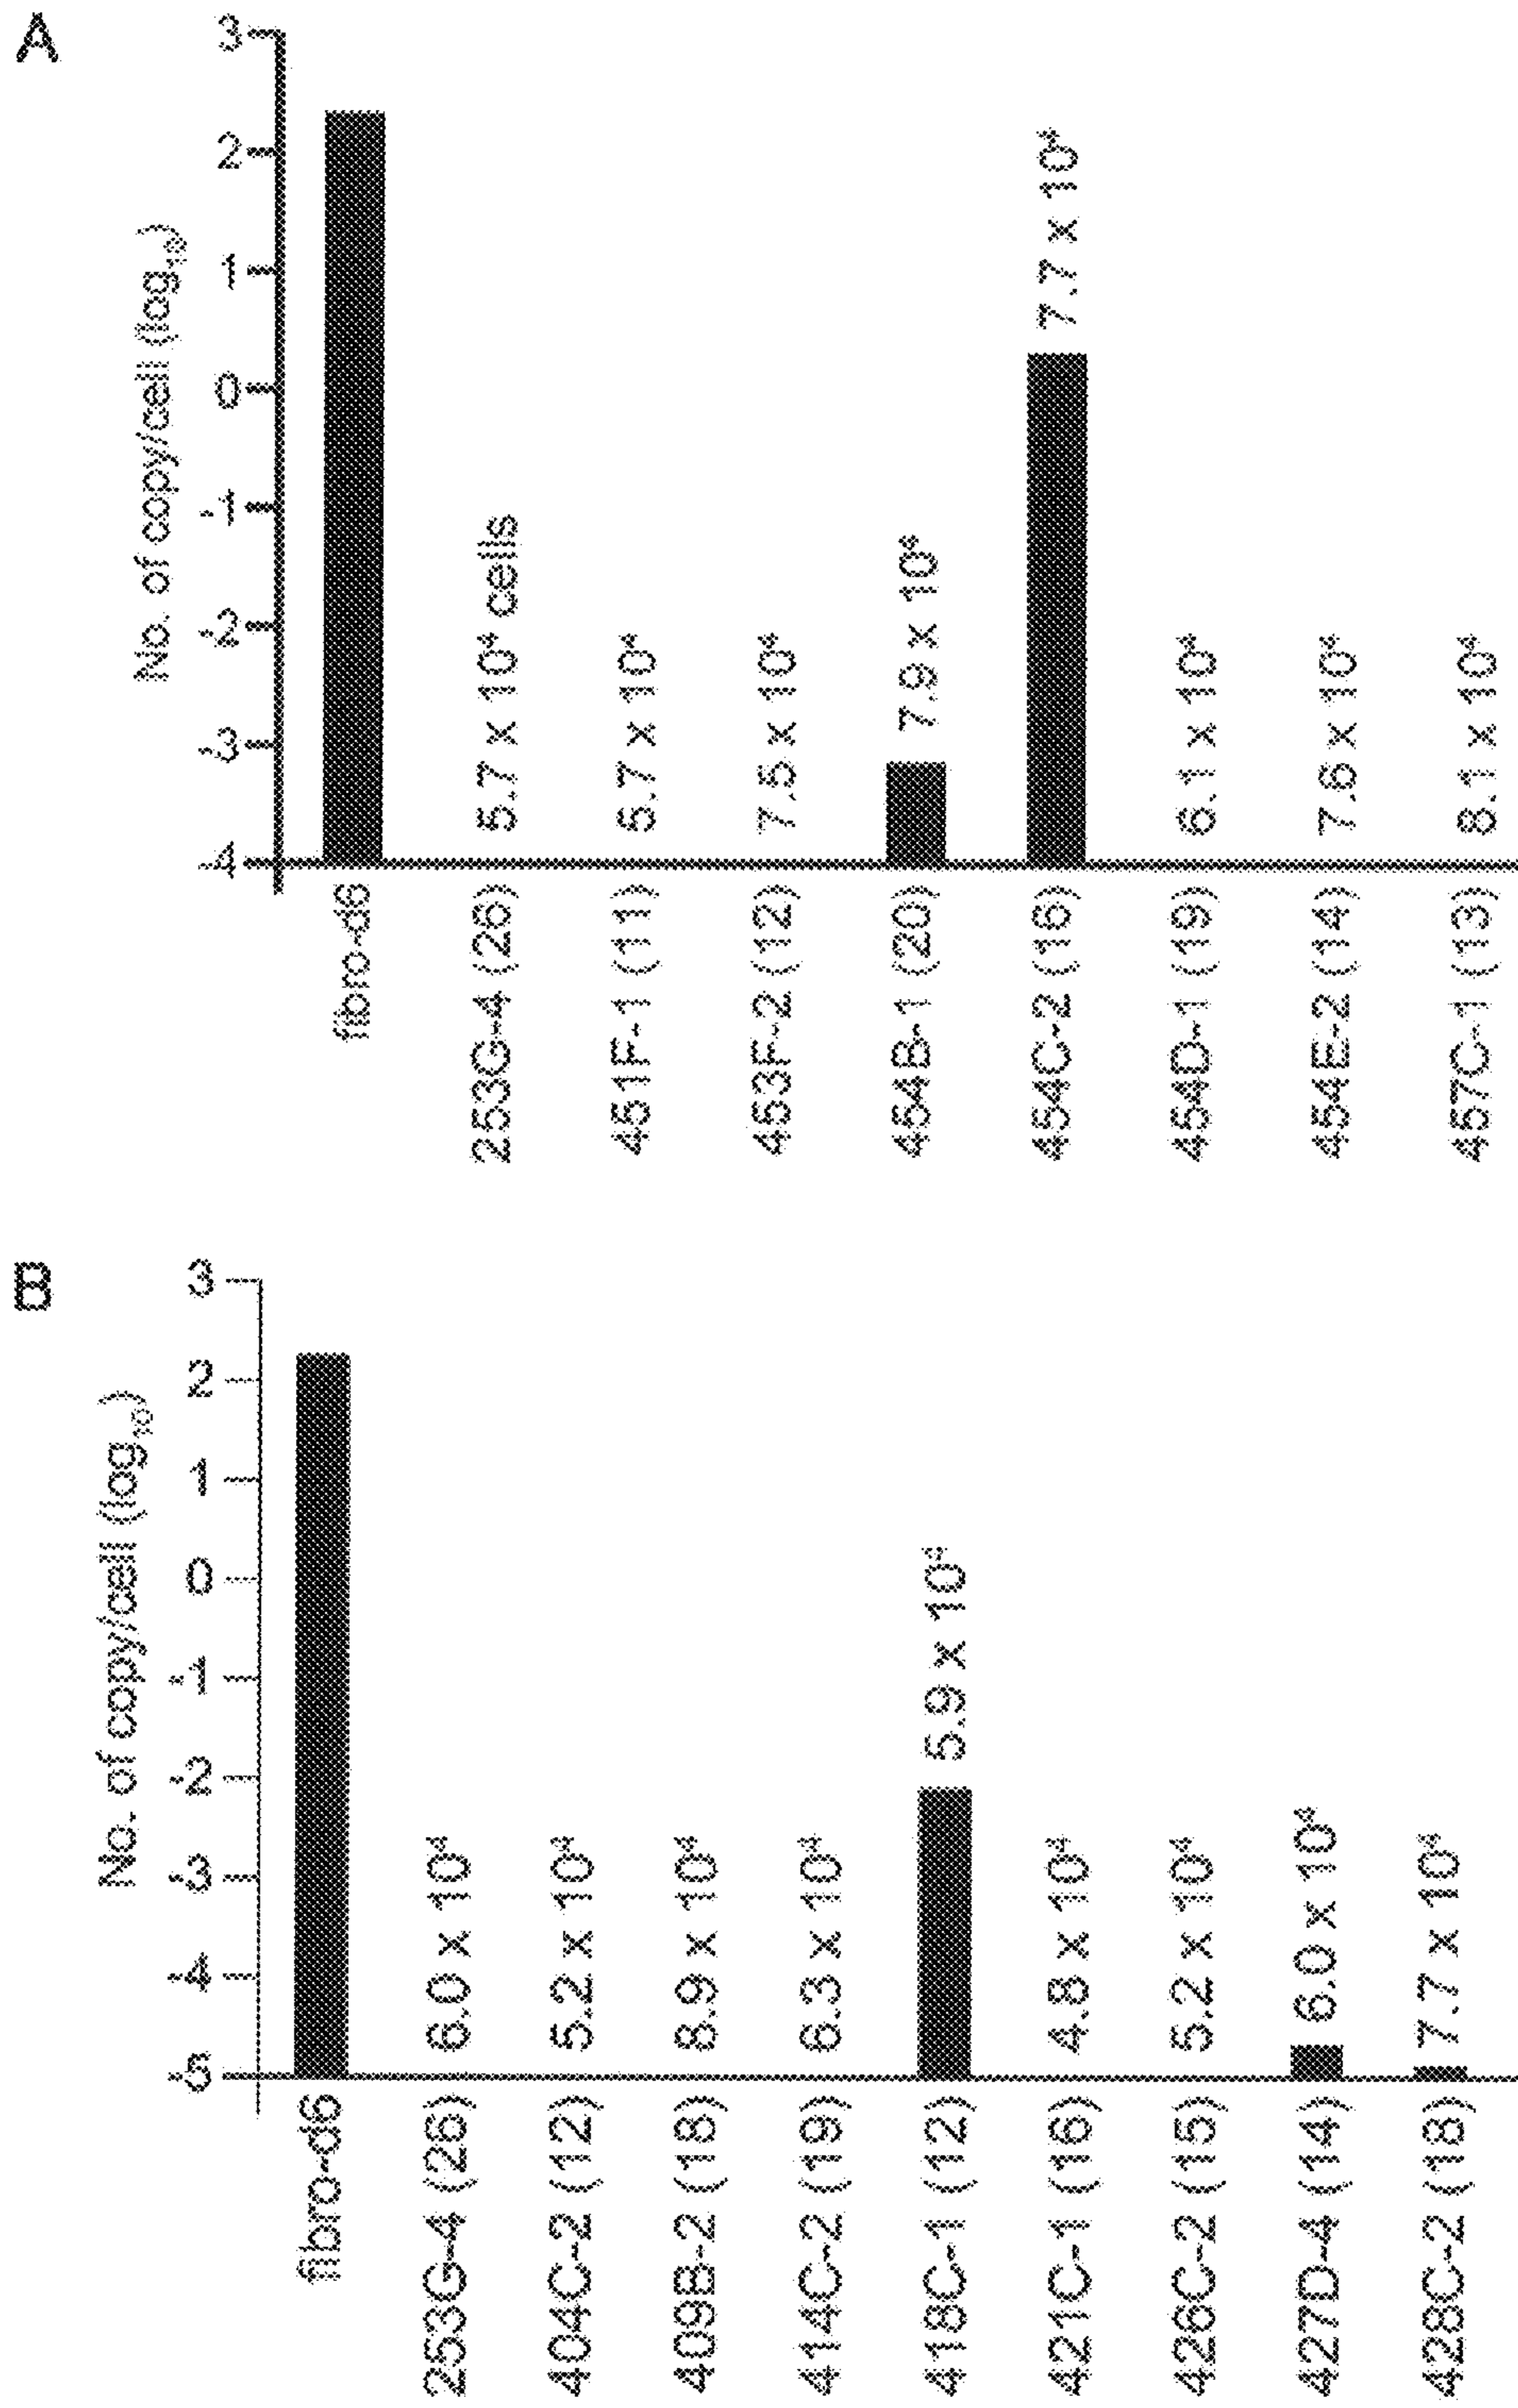 A
No. of copy/cell (log10)
3
2
1
0
-1
-2
-3
-4
5.7 x 10⁴ cells
5.7 x 10⁴
7.5 x 10⁴
7.9 x 10⁴
7.7 x 10⁴
6.1 x 10⁴
7.6 x 10⁴
8.1 x 10⁴
fibro-d6
253G-4 (26)
451F-1 (11)
453F-2 (12)
454B-1 (20)
454C-2 (16)
454D-1 (19)
454E-2 (14)
457C-1 (13)
B
No. of copy/cell (log10)
3
2
1
0
-1
-2
-3
-4
-5
6.0 x 10⁴
5.2 x 10⁴
8.9 x 10⁴
6.3 x 10⁴
5.9 x 10⁴
4.8 x 10⁴
5.2 x 10⁴
6.0 x 10⁴
7.7 x 10⁴
fibro-d6
253G-4 (26)
404C-2 (12)
409B-2 (18)
414C-2 (19)
418C-1 (12)
421C-1 (16)
426C-2 (15)
427D-4 (14)
428C-2 (18)